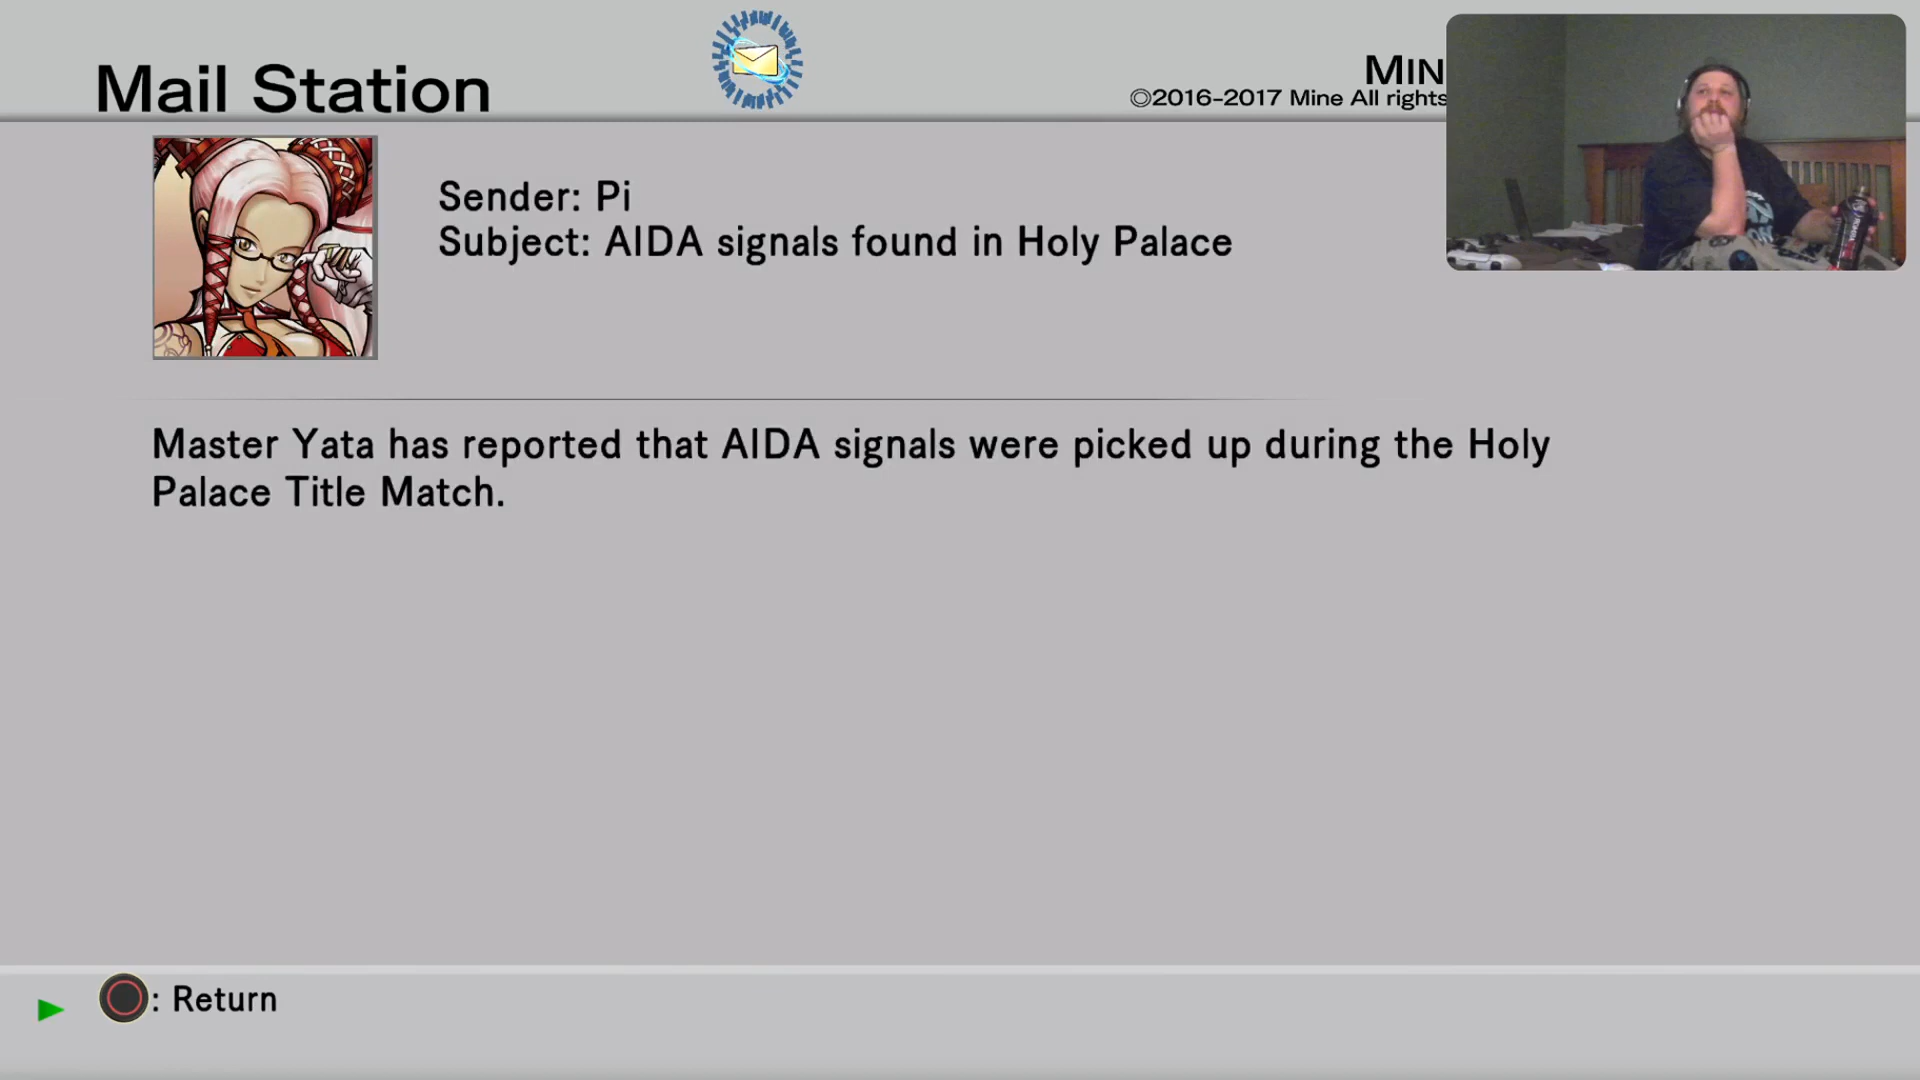 Mail Station
MIN
©2016-2017 Mine All rights
Sender: Pi
Subject: AIDA signals found in Holy Palace
Master Yata has reported that AIDA signals were picked up during the Holy
Palace Title Match.
: Return